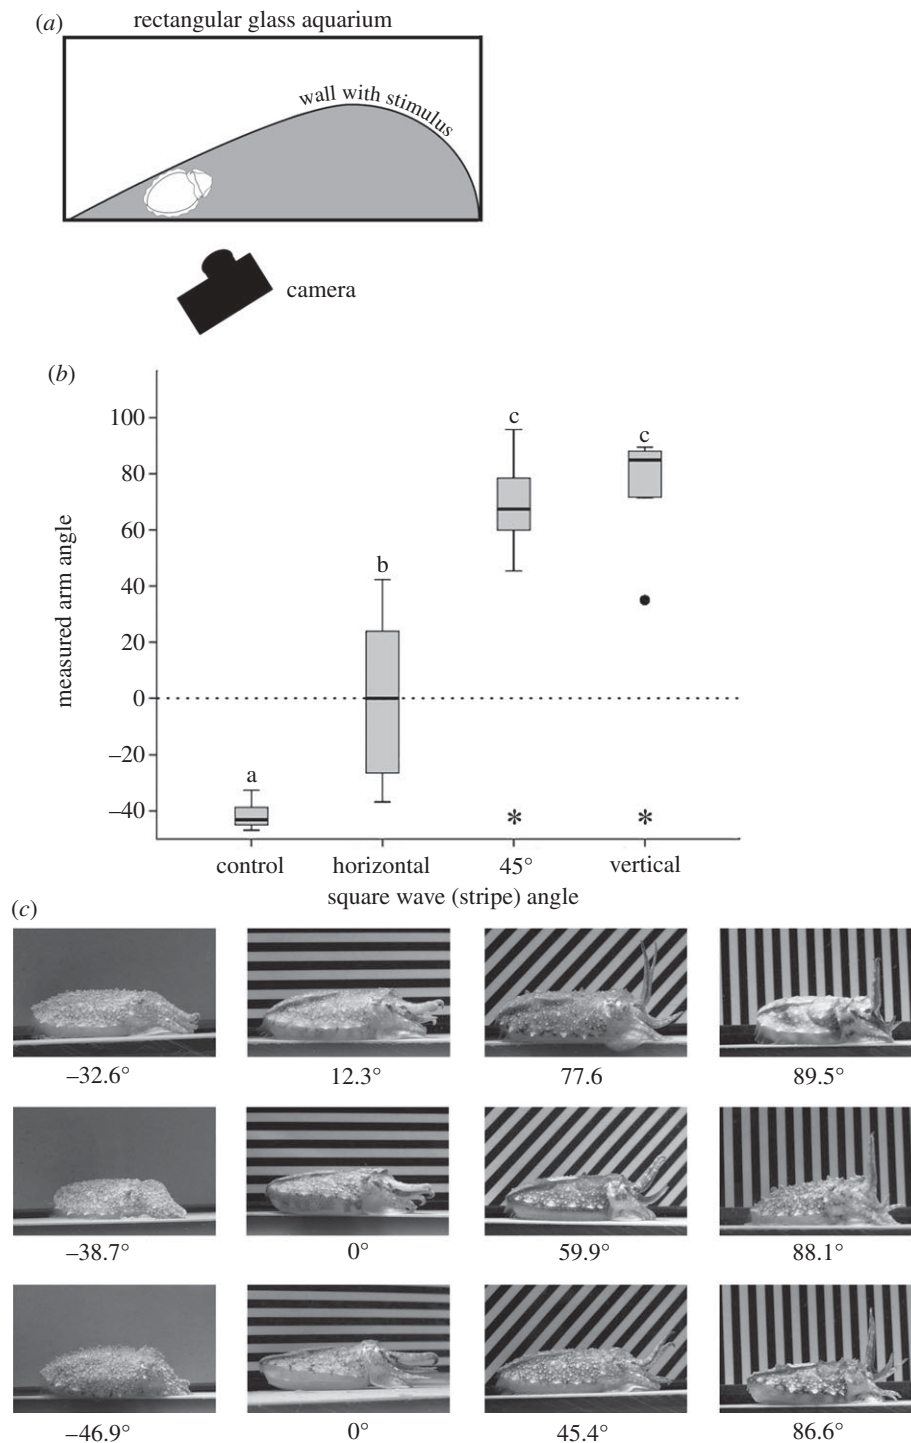 (a)
rectangular glass aquarium
wall with stimulus
camera
(b)
measured arm angle
100
80
60
40
20
0
–20
–40
a
b
c
c
*
*
control
horizontal
45°
vertical
square wave (stripe) angle
(c)
–32.6°
12.3°
77.6
89.5°
–38.7°
0°
59.9°
88.1°
–46.9°
0°
45.4°
86.6°